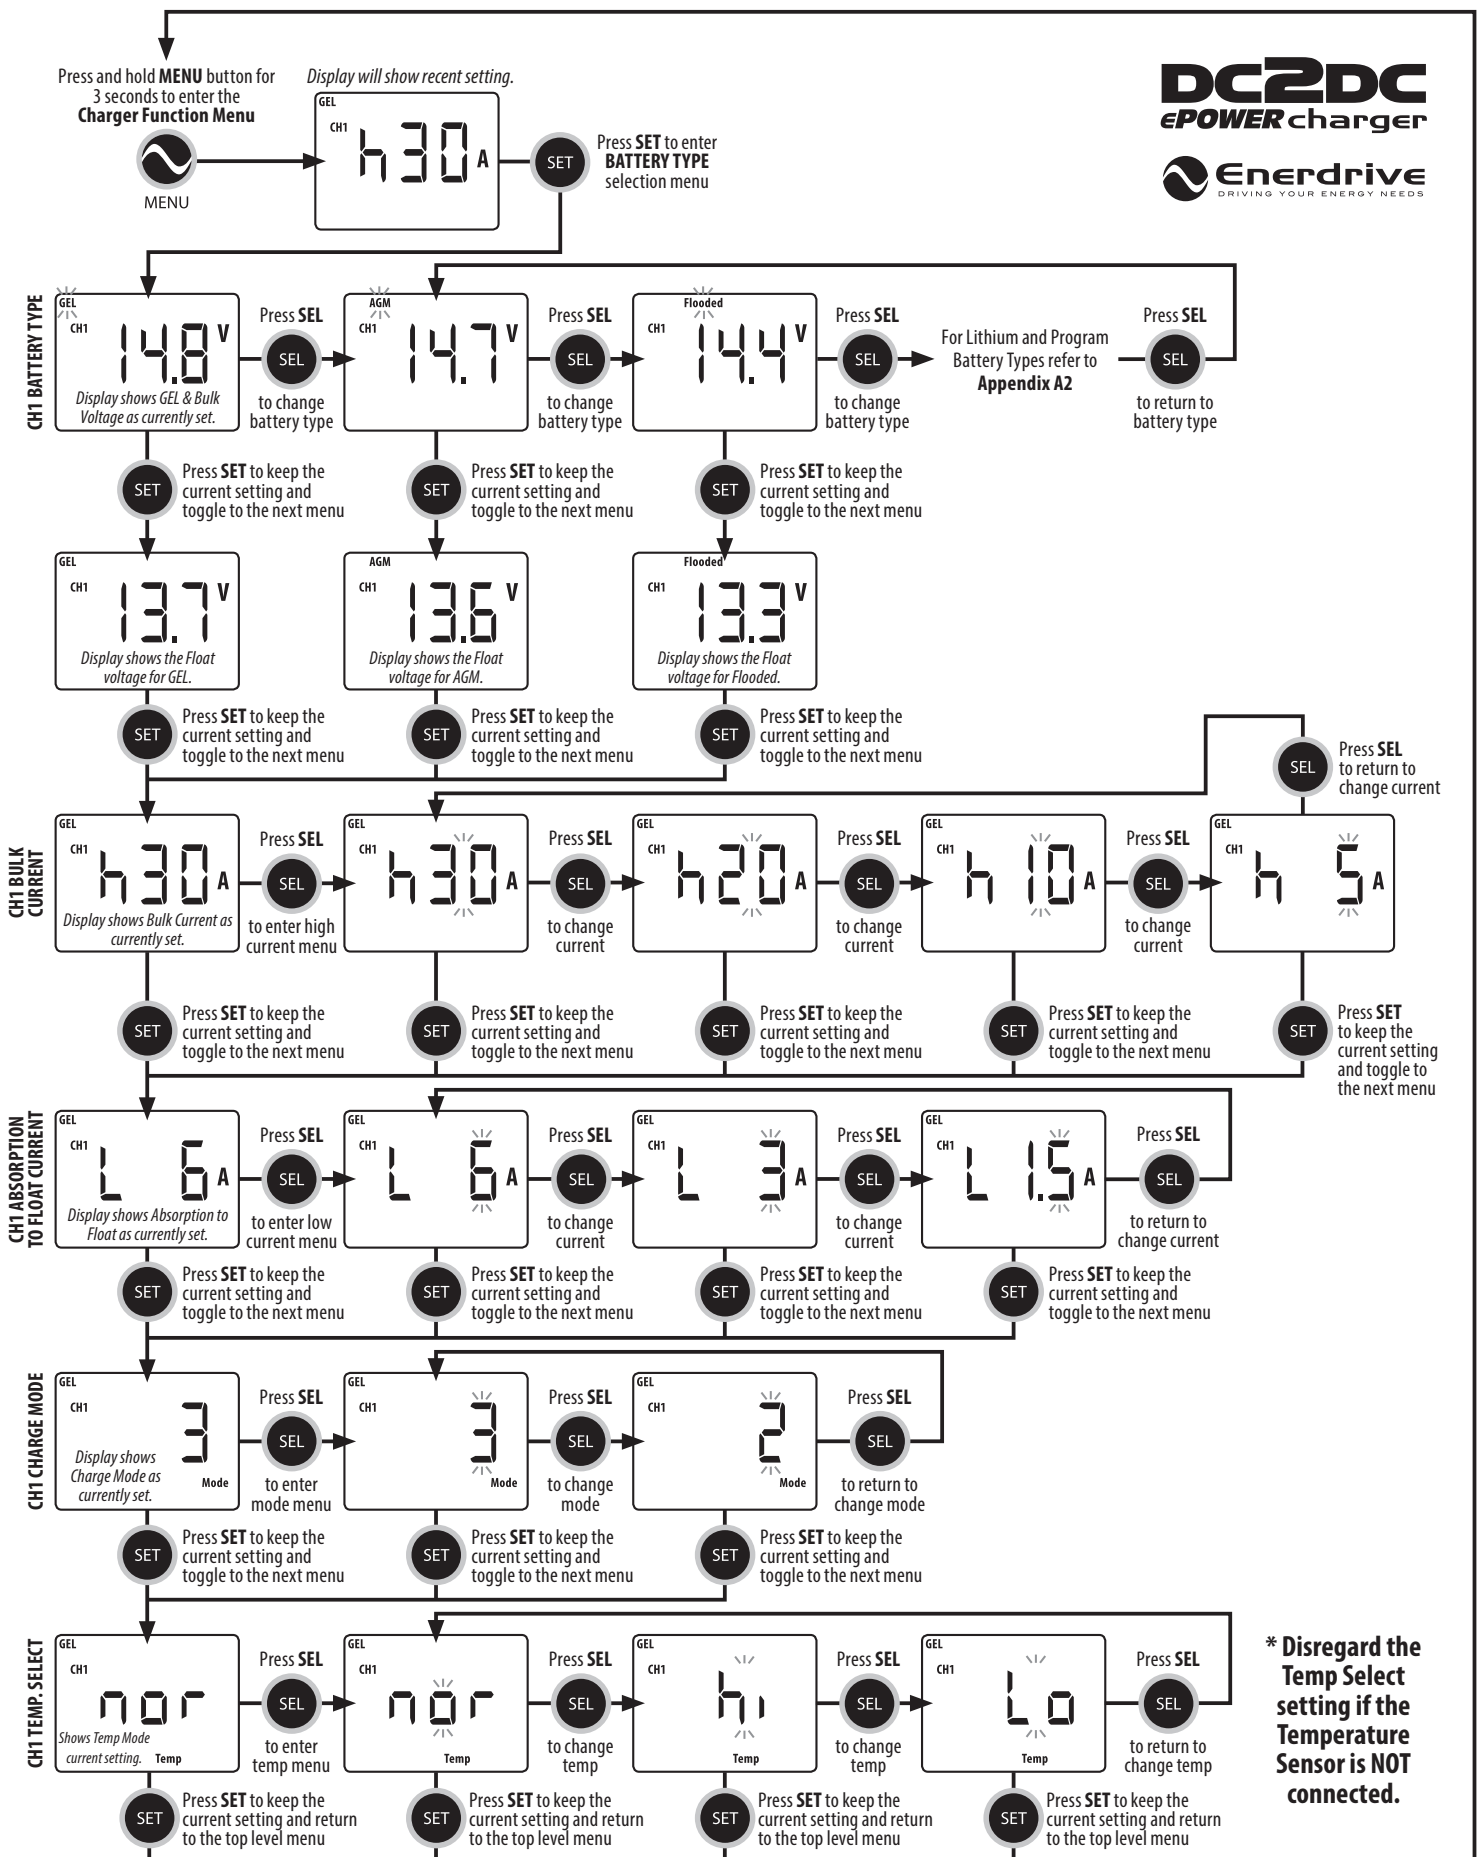 Press and hold MENU button for
3 seconds to enter the
Charger Function Menu
MENU
Display will show recent setting.
GEL
CH1
h30 A
SET
Press SET to enter
BATTERY TYPE
selection menu
DC2DC
ePOWER charger
Enerdrive
DRIVING YOUR ENERGY NEEDS
CH1 BATTERY TYPE
GEL
CH1
14.8 V
Display shows GEL & Bulk
Voltage as currently set.
Press SEL
SEL
to change
battery type
AGM
CH1
14.7 V
Press SEL
SEL
to change
battery type
Flooded
CH1
14.4 V
Press SEL
SEL
to change
battery type
For Lithium and Program
Battery Types refer to
Appendix A2
Press SEL
SEL
to return to
battery type
SET
Press SET to keep the
current setting and
toggle to the next menu
SET
Press SET to keep the
current setting and
toggle to the next menu
SET
Press SET to keep the
current setting and
toggle to the next menu
GEL
CH1
13.7 V
Display shows the Float
voltage for GEL.
AGM
CH1
13.6 V
Display shows the Float
voltage for AGM.
Flooded
CH1
13.3 V
Display shows the Float
voltage for Flooded.
SET
Press SET to keep the
current setting and
toggle to the next menu
SET
Press SET to keep the
current setting and
toggle to the next menu
SET
Press SET to keep the
current setting and
toggle to the next menu
SEL
Press SEL
to return to
change current
CH1 BULK
CURRENT
GEL
CH1
h30 A
Display shows Bulk Current as
currently set.
Press SEL
SEL
to enter high
current menu
GEL
CH1
h30 A
Press SEL
SEL
to change
current
GEL
CH1
h20 A
Press SEL
SEL
to change
current
GEL
CH1
h 10 A
Press SEL
SEL
to change
current
GEL
CH1
h 5 A
SET
Press SET to keep the
current setting and
toggle to the next menu
SET
Press SET to keep the
current setting and
toggle to the next menu
SET
Press SET to keep the
current setting and
toggle to the next menu
SET
Press SET to keep the
current setting and
toggle to the next menu
SET
Press SET
to keep the
current setting
and toggle to
the next menu
CH1 ABSORPTION
TO FLOAT CURRENT
GEL
CH1
L 6 A
Display shows Absorption to
Float as currently set.
Press SEL
SEL
to enter low
current menu
GEL
CH1
L 6 A
Press SEL
SEL
to change
current
GEL
CH1
L 3 A
Press SEL
SEL
to change
current
GEL
CH1
L 1.5 A
Press SEL
SEL
to return to
change current
SET
Press SET to keep the
current setting and
toggle to the next menu
SET
Press SET to keep the
current setting and
toggle to the next menu
SET
Press SET to keep the
current setting and
toggle to the next menu
SET
Press SET to keep the
current setting and
toggle to the next menu
CH1 CHARGE MODE
GEL
CH1
3
Display shows
Charge Mode as
currently set.
Mode
Press SEL
SEL
to enter
mode menu
GEL
CH1
3
Mode
Press SEL
SEL
to change
mode
GEL
CH1
2
Mode
Press SEL
SEL
to return to
change mode
SET
Press SET to keep the
current setting and
toggle to the next menu
SET
Press SET to keep the
current setting and
toggle to the next menu
SET
Press SET to keep the
current setting and
toggle to the next menu
CH1 TEMP. SELECT
GEL
CH1
nor
Shows Temp Mode
current setting.
Temp
Press SEL
SEL
to enter
temp menu
GEL
nor
Temp
Press SEL
SEL
to change
temp
GEL
CH1
hi
Temp
Press SEL
SEL
to change
temp
GEL
CH1
Lo
Temp
Press SEL
SEL
to return to
change temp
* Disregard the
Temp Select
setting if the
Temperature
Sensor is NOT
connected.
SET
Press SET to keep the
current setting and return
to the top level menu
SET
Press SET to keep the
current setting and return
to the top level menu
SET
Press SET to keep the
current setting and return
to the top level menu
SET
Press SET to keep the
current setting and return
to the top level menu